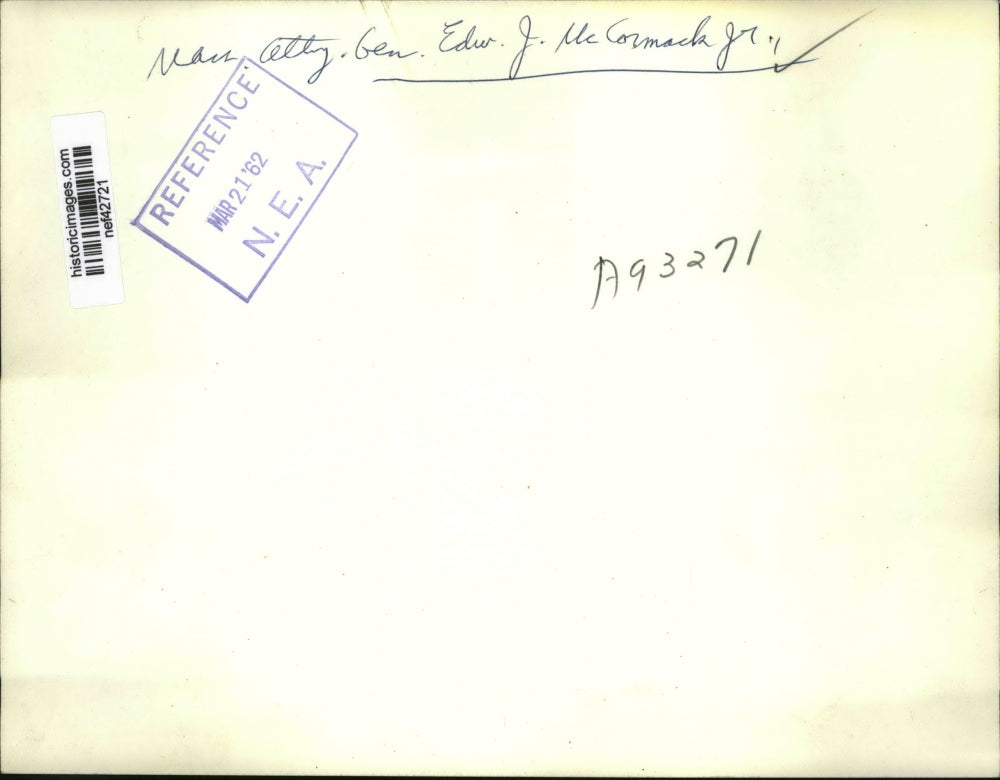 Mass. Atty. Gen. Edw. J. McCormack Jr.,
REFERENCE
MAR 21 '62
N. E. A.
historicimages.com
nef42721
A93271